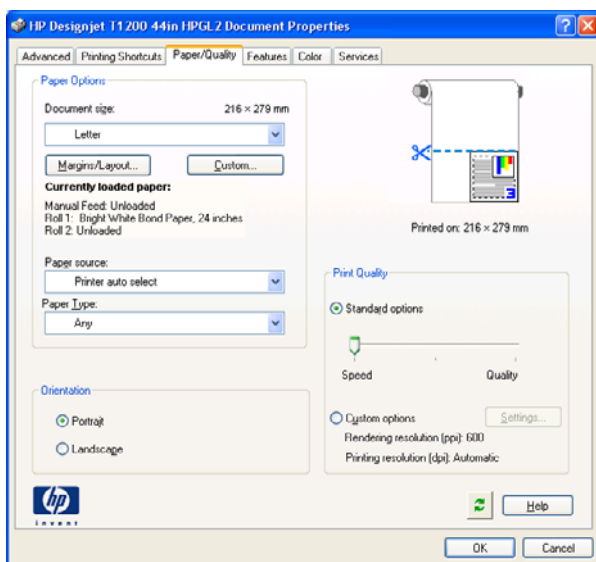 HP Designjet T1200 44in HPGL2 Document Properties
Advanced Printing Shortcuts Paper/Quality Features Color Services
Paper Options
Document size: 216 × 279 mm
Letter
Margins/Layout... Custom...
Currently loaded paper:
Manual Feed: Unloaded
Roll 1: Bright White Bond Paper, 24 inches
Roll 2: Unloaded
Paper source:
Printer auto select
Paper Type:
Any
Orientation
Portrait
Landscape
3
Printed on: 216 × 279 mm
Print Quality
Standard options
Speed Quality
Custom options Settings...
Rendering resolution (ppi): 600
Printing resolution (dpi): Automatic
hp
invent
Help
OK Cancel